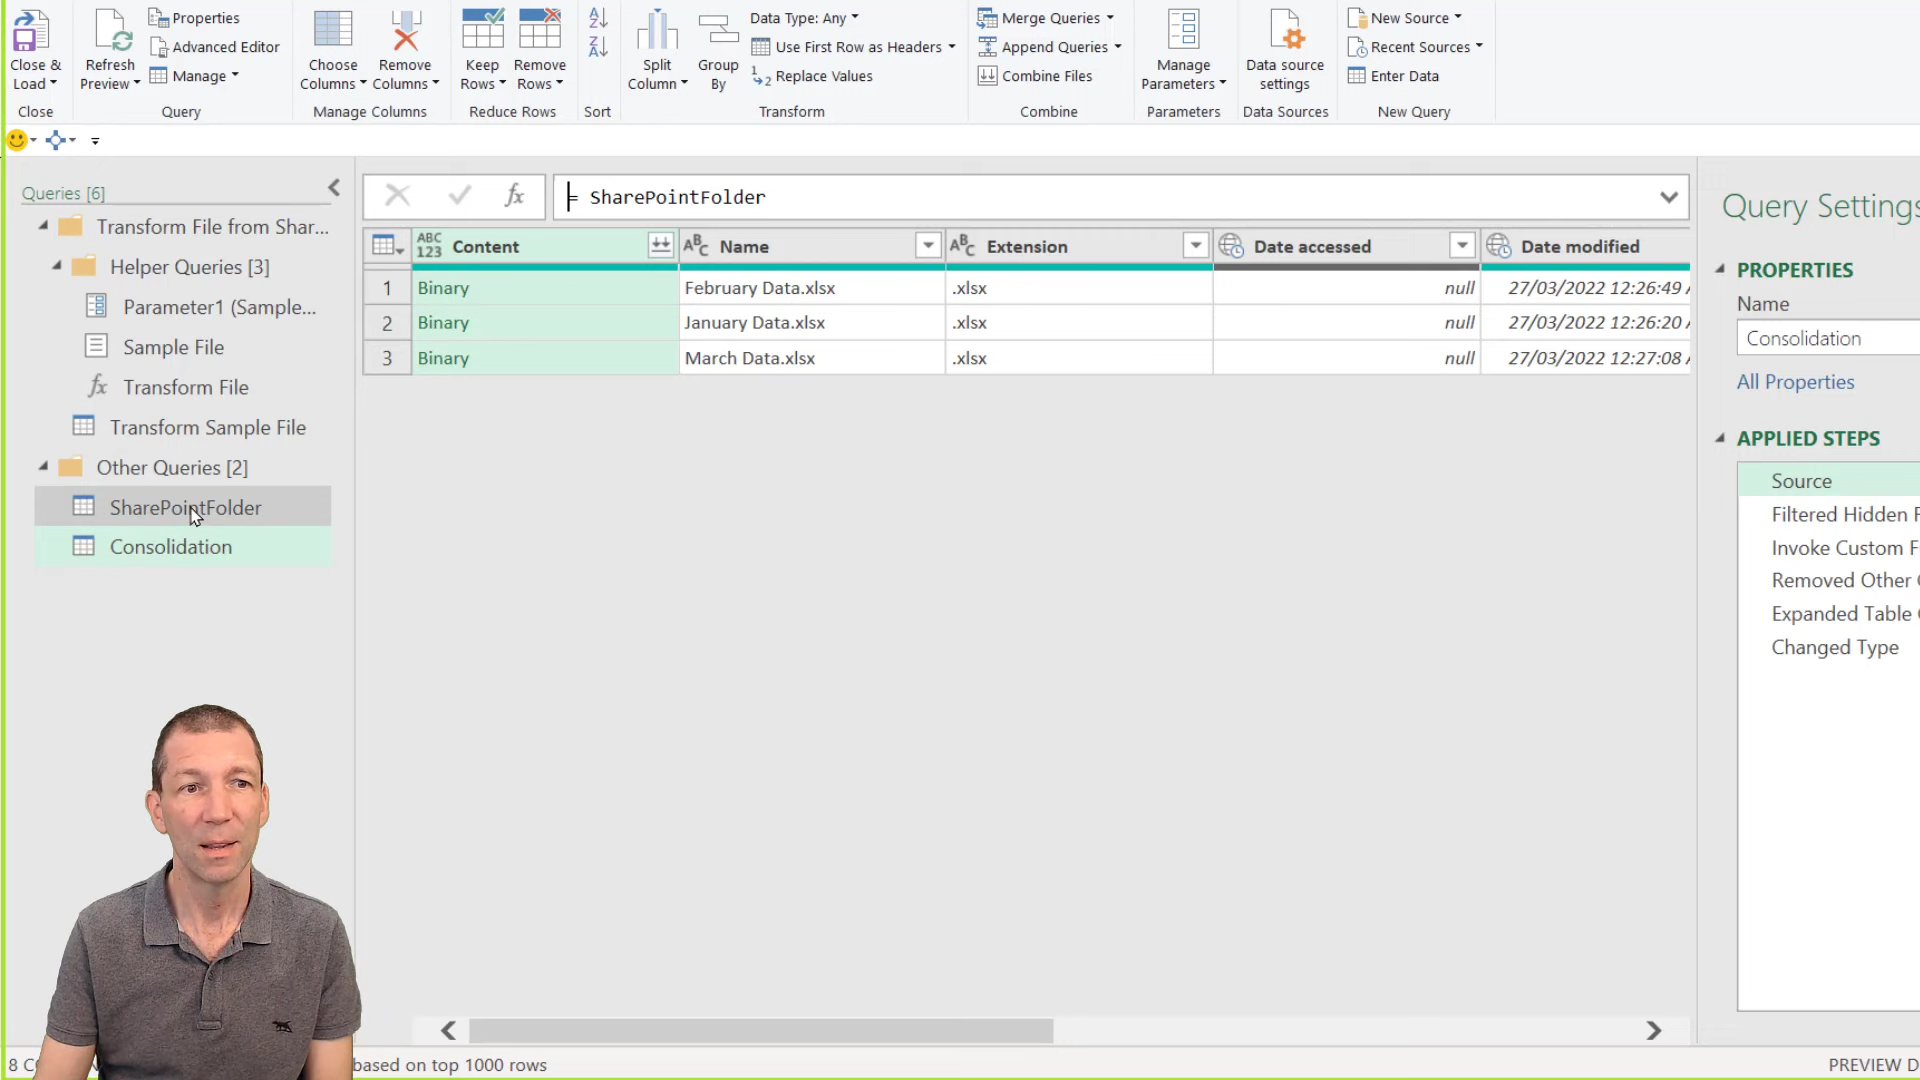 Close &
Load
Close
Refresh
Preview
Properties
Advanced Editor
Manage
Query
Choose
Columns
Remove
Columns
Manage Columns
Keep
Rows
Remove
Rows
Reduce Rows
Sort
Split
Column
Group
By
Data Type: Any
Use First Row as Headers
Replace Values
Transform
Merge Queries
Append Queries
Combine Files
Combine
Manage
Parameters
Parameters
Data source
settings
Data Sources
New Source
Recent Sources
Enter Data
New Query
Queries [6]
Transform File from Shar...
Helper Queries [3]
Parameter1 (Sample...
Sample File
fx Transform File
Transform Sample File
Other Queries [2]
SharePointFolder
Consolidation
fx
= SharePointFolder
ABC 123 Content ABC Name ABC Extension Date accessed Date modified
1 Binary February Data.xlsx .xlsx null 27/03/2022 12:26:49
2 Binary January Data.xlsx .xlsx null 27/03/2022 12:26:20
3 Binary March Data.xlsx .xlsx null 27/03/2022 12:27:08
Query Settings
PROPERTIES
Name
Consolidation
All Properties
APPLIED STEPS
Source
Filtered Hidden F
Invoke Custom F
Removed Other
Expanded Table
Changed Type
8 C
based on top 1000 rows
PREVIEW D